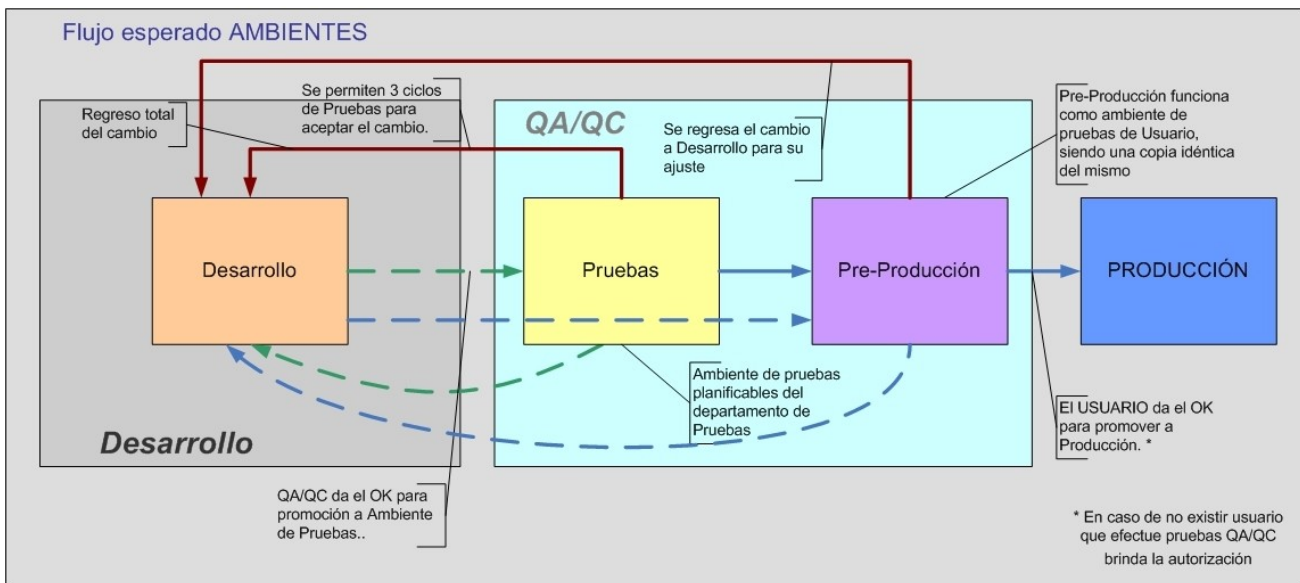 Flujo esperado AMBIENTES
Regreso total
del cambio
Se permiten 3 ciclos
de Pruebas para
aceptar el cambio.
QA/QC
Se regresa el cambio
a Desarrollo para su
ajuste
Pre-Producción funciona
como ambiente de
pruebas de Usuario,
siendo una copia idéntica
del mismo
Desarrollo
Pruebas
Pre-Producción
PRODUCCIÓN
Ambiente de pruebas
planificables del
departamento de
Pruebas
El USUARIO da el OK
para promover a
Producción. *
Desarrollo
QA/QC da el OK para
promoción a Ambiente
de Pruebas..
* En caso de no existir usuario
que efectue pruebas QA/QC
brinda la autorización